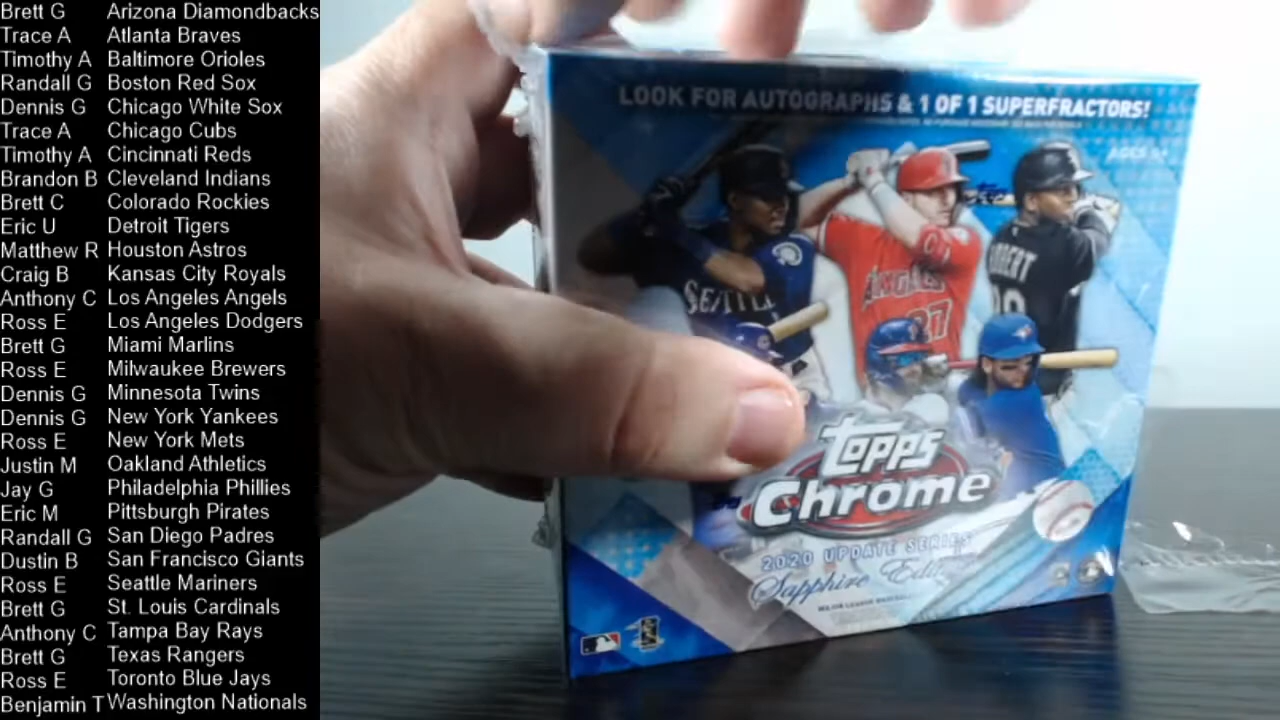 Brett G Arizona Diamondbacks
Trace A Atlanta Braves
Timothy A Baltimore Orioles
Randall G Boston Red Sox
Dennis G Chicago White Sox
Trace A Chicago Cubs
Timothy A Cincinnati Reds
Brandon B Cleveland Indians
Brett C Colorado Rockies
Eric U Detroit Tigers
Matthew R Houston Astros
Craig B Kansas City Royals
Anthony C Los Angeles Angels
Ross E Los Angeles Dodgers
Brett G Miami Marlins
Ross E Milwaukee Brewers
Dennis G Minnesota Twins
Dennis G New York Yankees
Ross E New York Mets
Justin M Oakland Athletics
Jay G Philadelphia Phillies
Eric M Pittsburgh Pirates
Randall G San Diego Padres
Dustin B San Francisco Giants
Ross E Seattle Mariners
Brett G St. Louis Cardinals
Anthony C Tampa Bay Rays
Brett G Texas Rangers
Ross E Toronto Blue Jays
Benjamin T Washington Nationals
LOOK FOR AUTOGRAPHS & 1 OF 1 SUPERFRACTORS!
SEATTLE
ANGELS
27
Topps
Chrome
2020 UPDATE SERIES
Sapphire
MAJOR LEAGUE